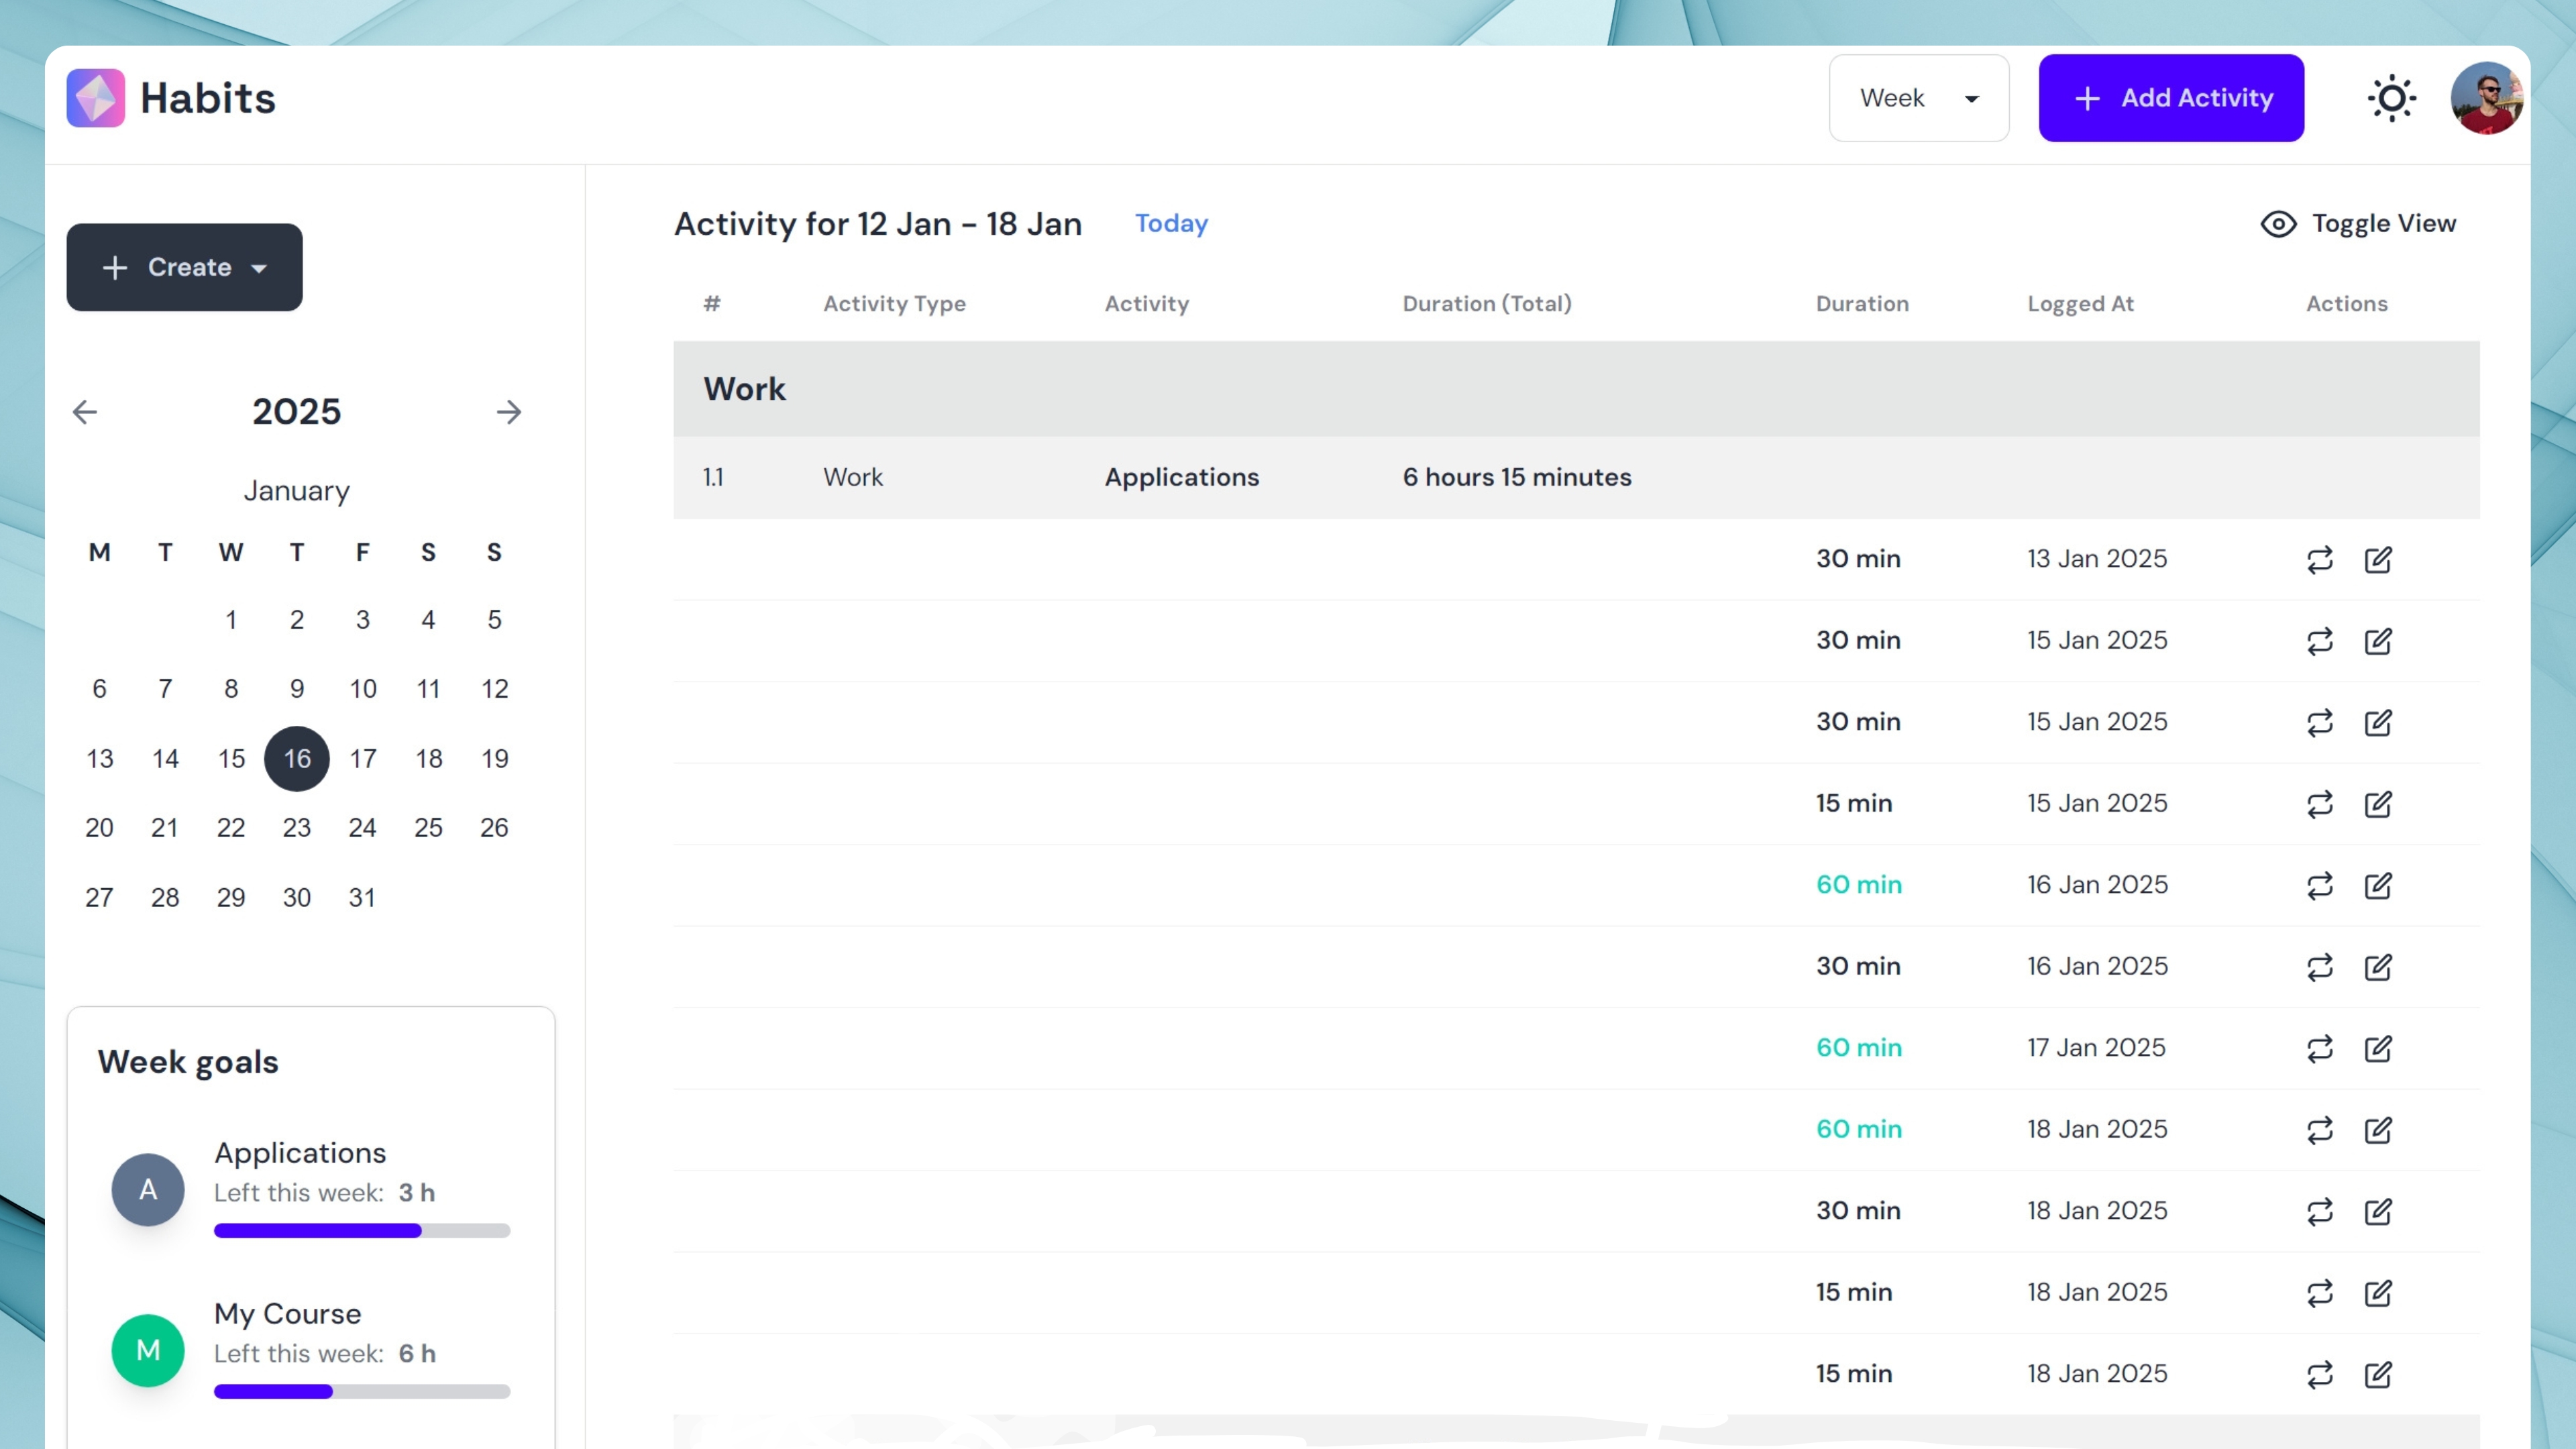 Habits
Week
Add Activity
Create
2025
January
M T W T F S S
1 2 3 4 5
6 7 8 9 10 11 12
13 14 15 16 17 18 19
20 21 22 23 24 25 26
27 28 29 30 31
Week goals
A
Applications
Left this week: 3 h
M
My Course
Left this week: 6 h
Activity for 12 Jan - 18 Jan Today Toggle View
# Activity Type Activity Duration (Total) Duration Logged At Actions
Work
1.1 Work Applications 6 hours 15 minutes
30 min 13 Jan 2025
30 min 15 Jan 2025
30 min 15 Jan 2025
15 min 15 Jan 2025
60 min 16 Jan 2025
30 min 16 Jan 2025
60 min 17 Jan 2025
60 min 18 Jan 2025
30 min 18 Jan 2025
15 min 18 Jan 2025
15 min 18 Jan 2025